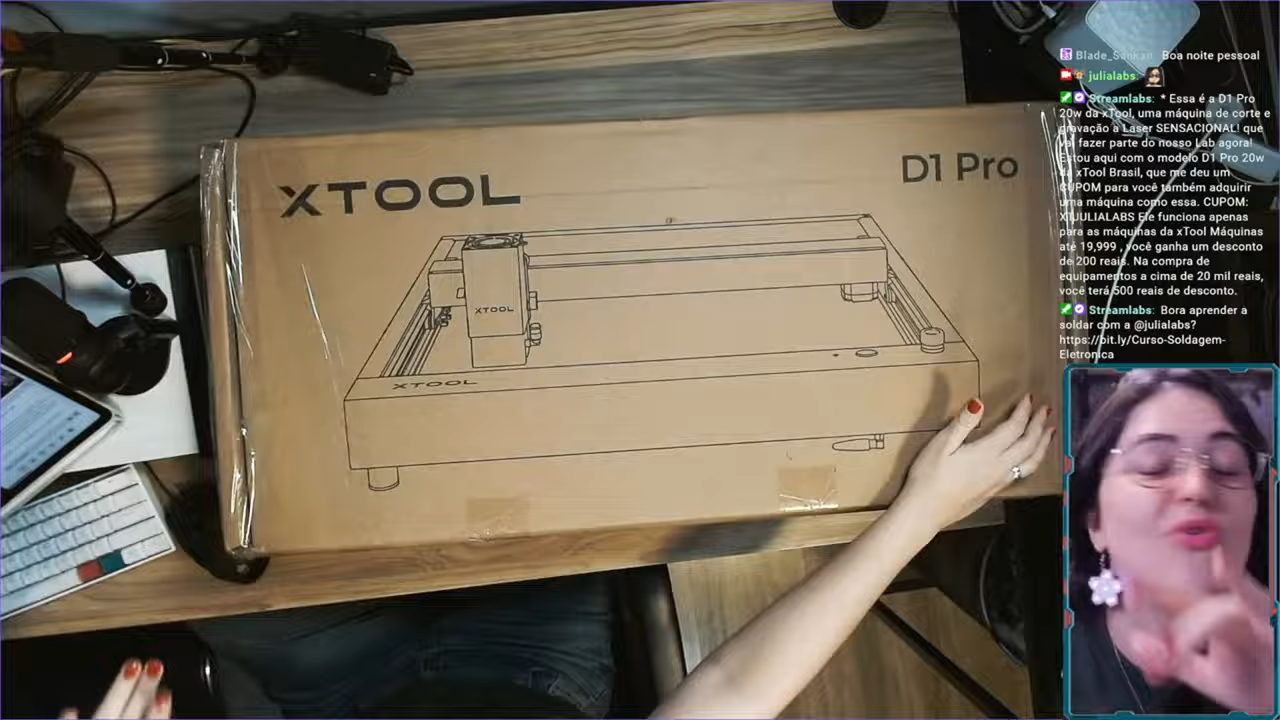 XTOOL
D1 Pro
XTOOL
XTOOL
Boa noite pessoal
julialabs:
Streamlabs: * Essa é a D1 Pro
20w da xTool, uma máquina de corte e
gravação a Laser SENSACIONAL! que
vai fazer parte do nosso Lab agora!
Estou aqui com o modelo D1 Pro 20w
da xTool Brasil, que me deu um
CUPOM para você também adquirir
uma máquina como essa. CUPOM:
XTJULIALABS Ele funciona apenas
para as máquinas da xTool Máquinas
até 19,999 , você ganha um desconto
de 200 reais. Na compra de
equipamentos a cima de 20 mil reais,
você terá 500 reais de desconto.
Streamlabs: Bora aprender a
soldar com a @julialabs?
https://bit.ly/Curso-Soldagem-
Eletronica